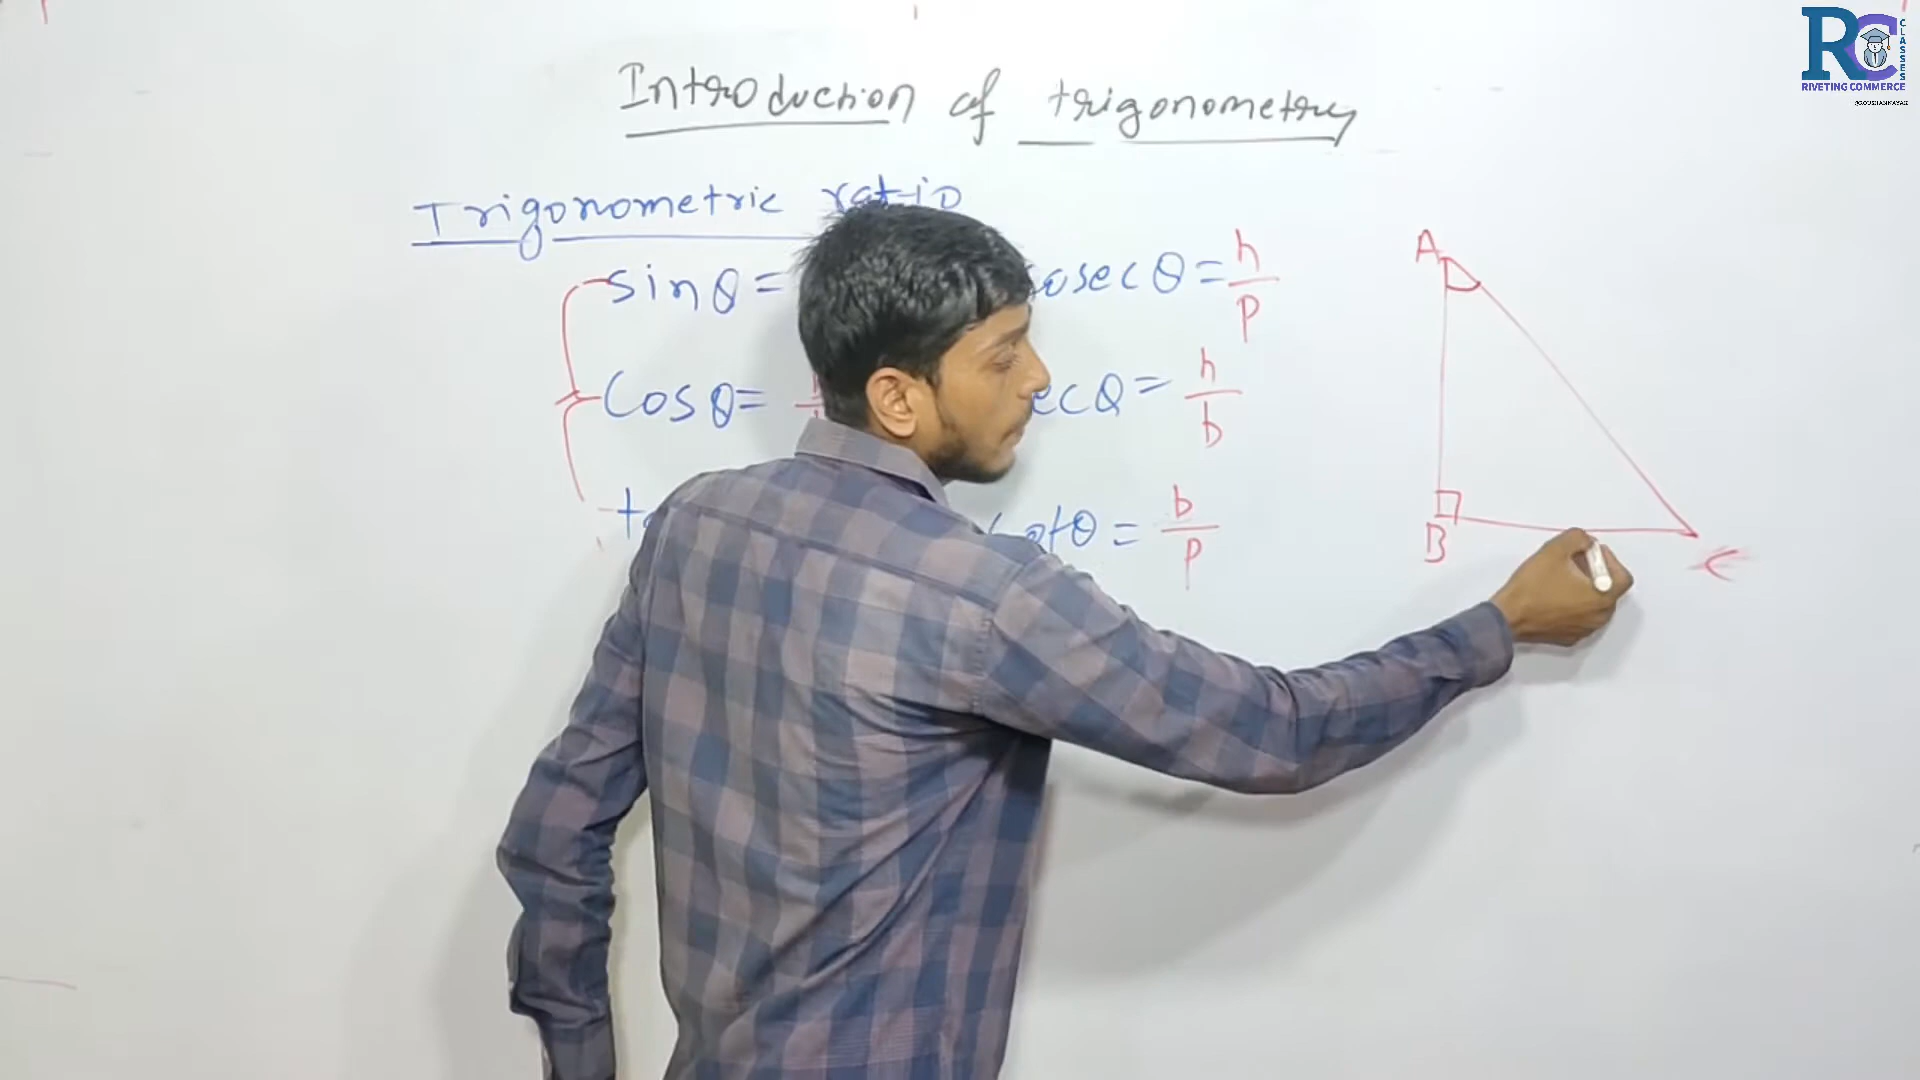 RC CLASSES
RIVETING COMMERCE
Introduction of trigonometry
Trigonometric ratio
sinθ =
cosecθ = h/p
Cosθ =
secθ = h/b
cotθ = b/p
A
B
C